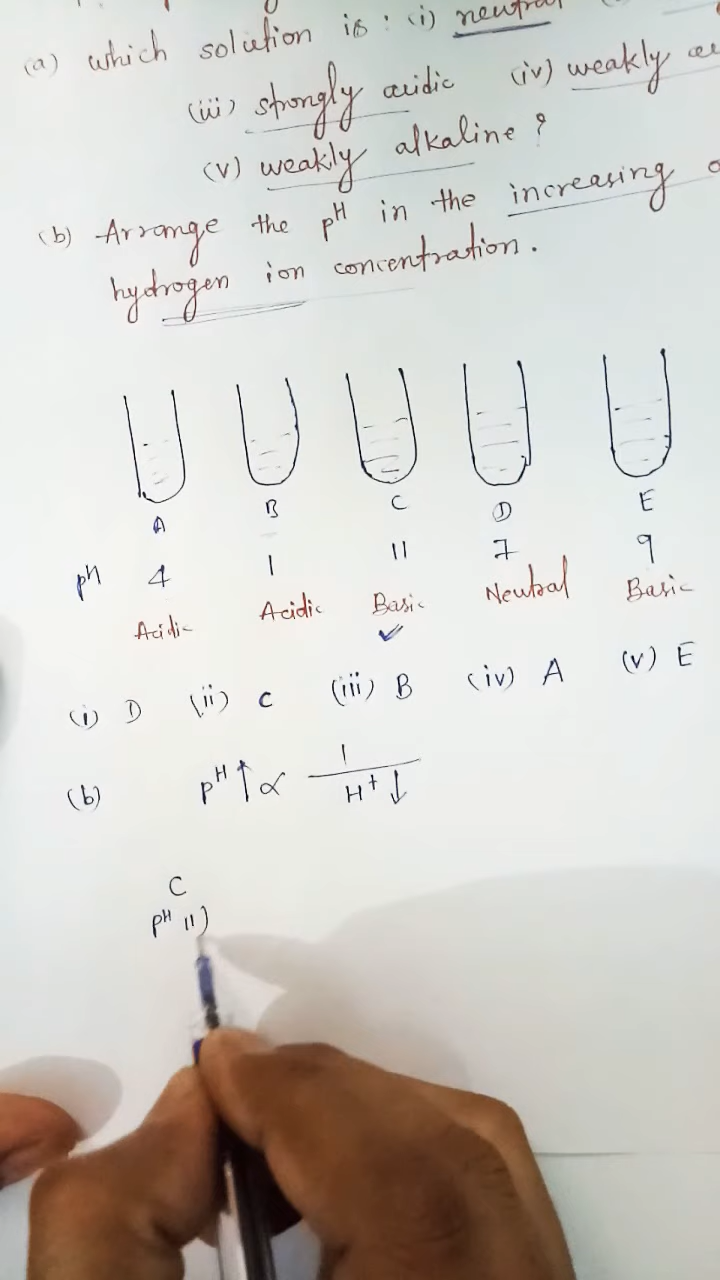 (a) which solution is : (i) neutral
(iii) strongly acidic (iv) weakly
(v) weakly alkaline ?
(b) Arrange the pH in the increasing
hydrogen ion concentration.
A B C D E
pH 4 1 11 7 9
Acidic Acidic Basic Neutral Basic
(i) D (ii) C (iii) B (iv) A (v) E
(b) pH ↑ ∝ 1 / H+ ↓
C
pH 11)